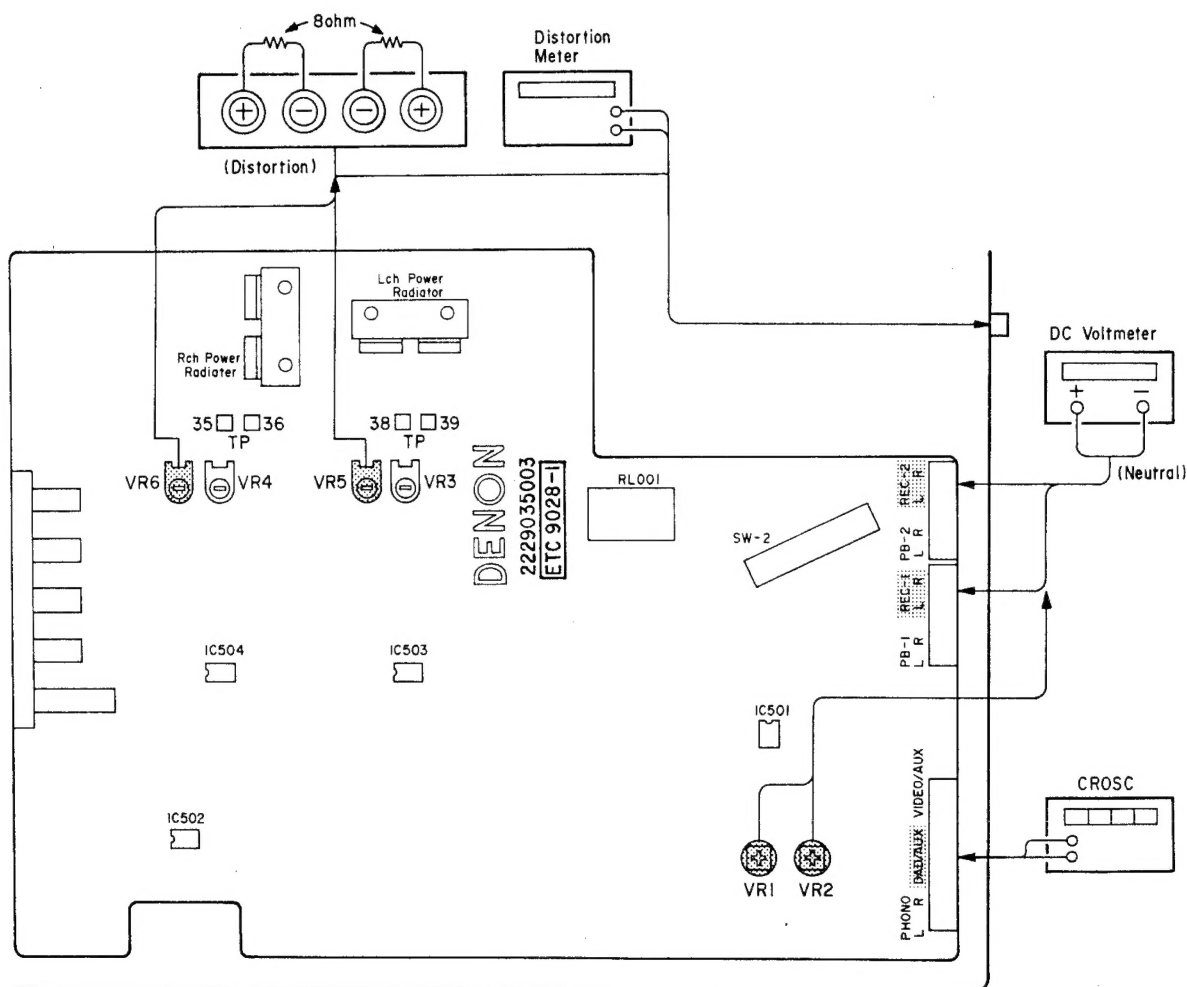 8ohm
Distortion
Meter
+ − − +
(Distortion)
Lch Power
Radiator
Rch Power
Radiater
DC Voltmeter
+ −
(Neutral)
35 36
TP
38 39
TP
VR6
VR4
VR5
VR3
DENON
2229035003
ETC 9028-1
RL001
SW-2
REC-2
L R
PB-2
L R
REC-1
L R
PB-1
L R
IC504
IC503
IC501
IC502
VR1
VR2
VIDEO/AUX
DAD/AUX
PHONO
L R
CROSC